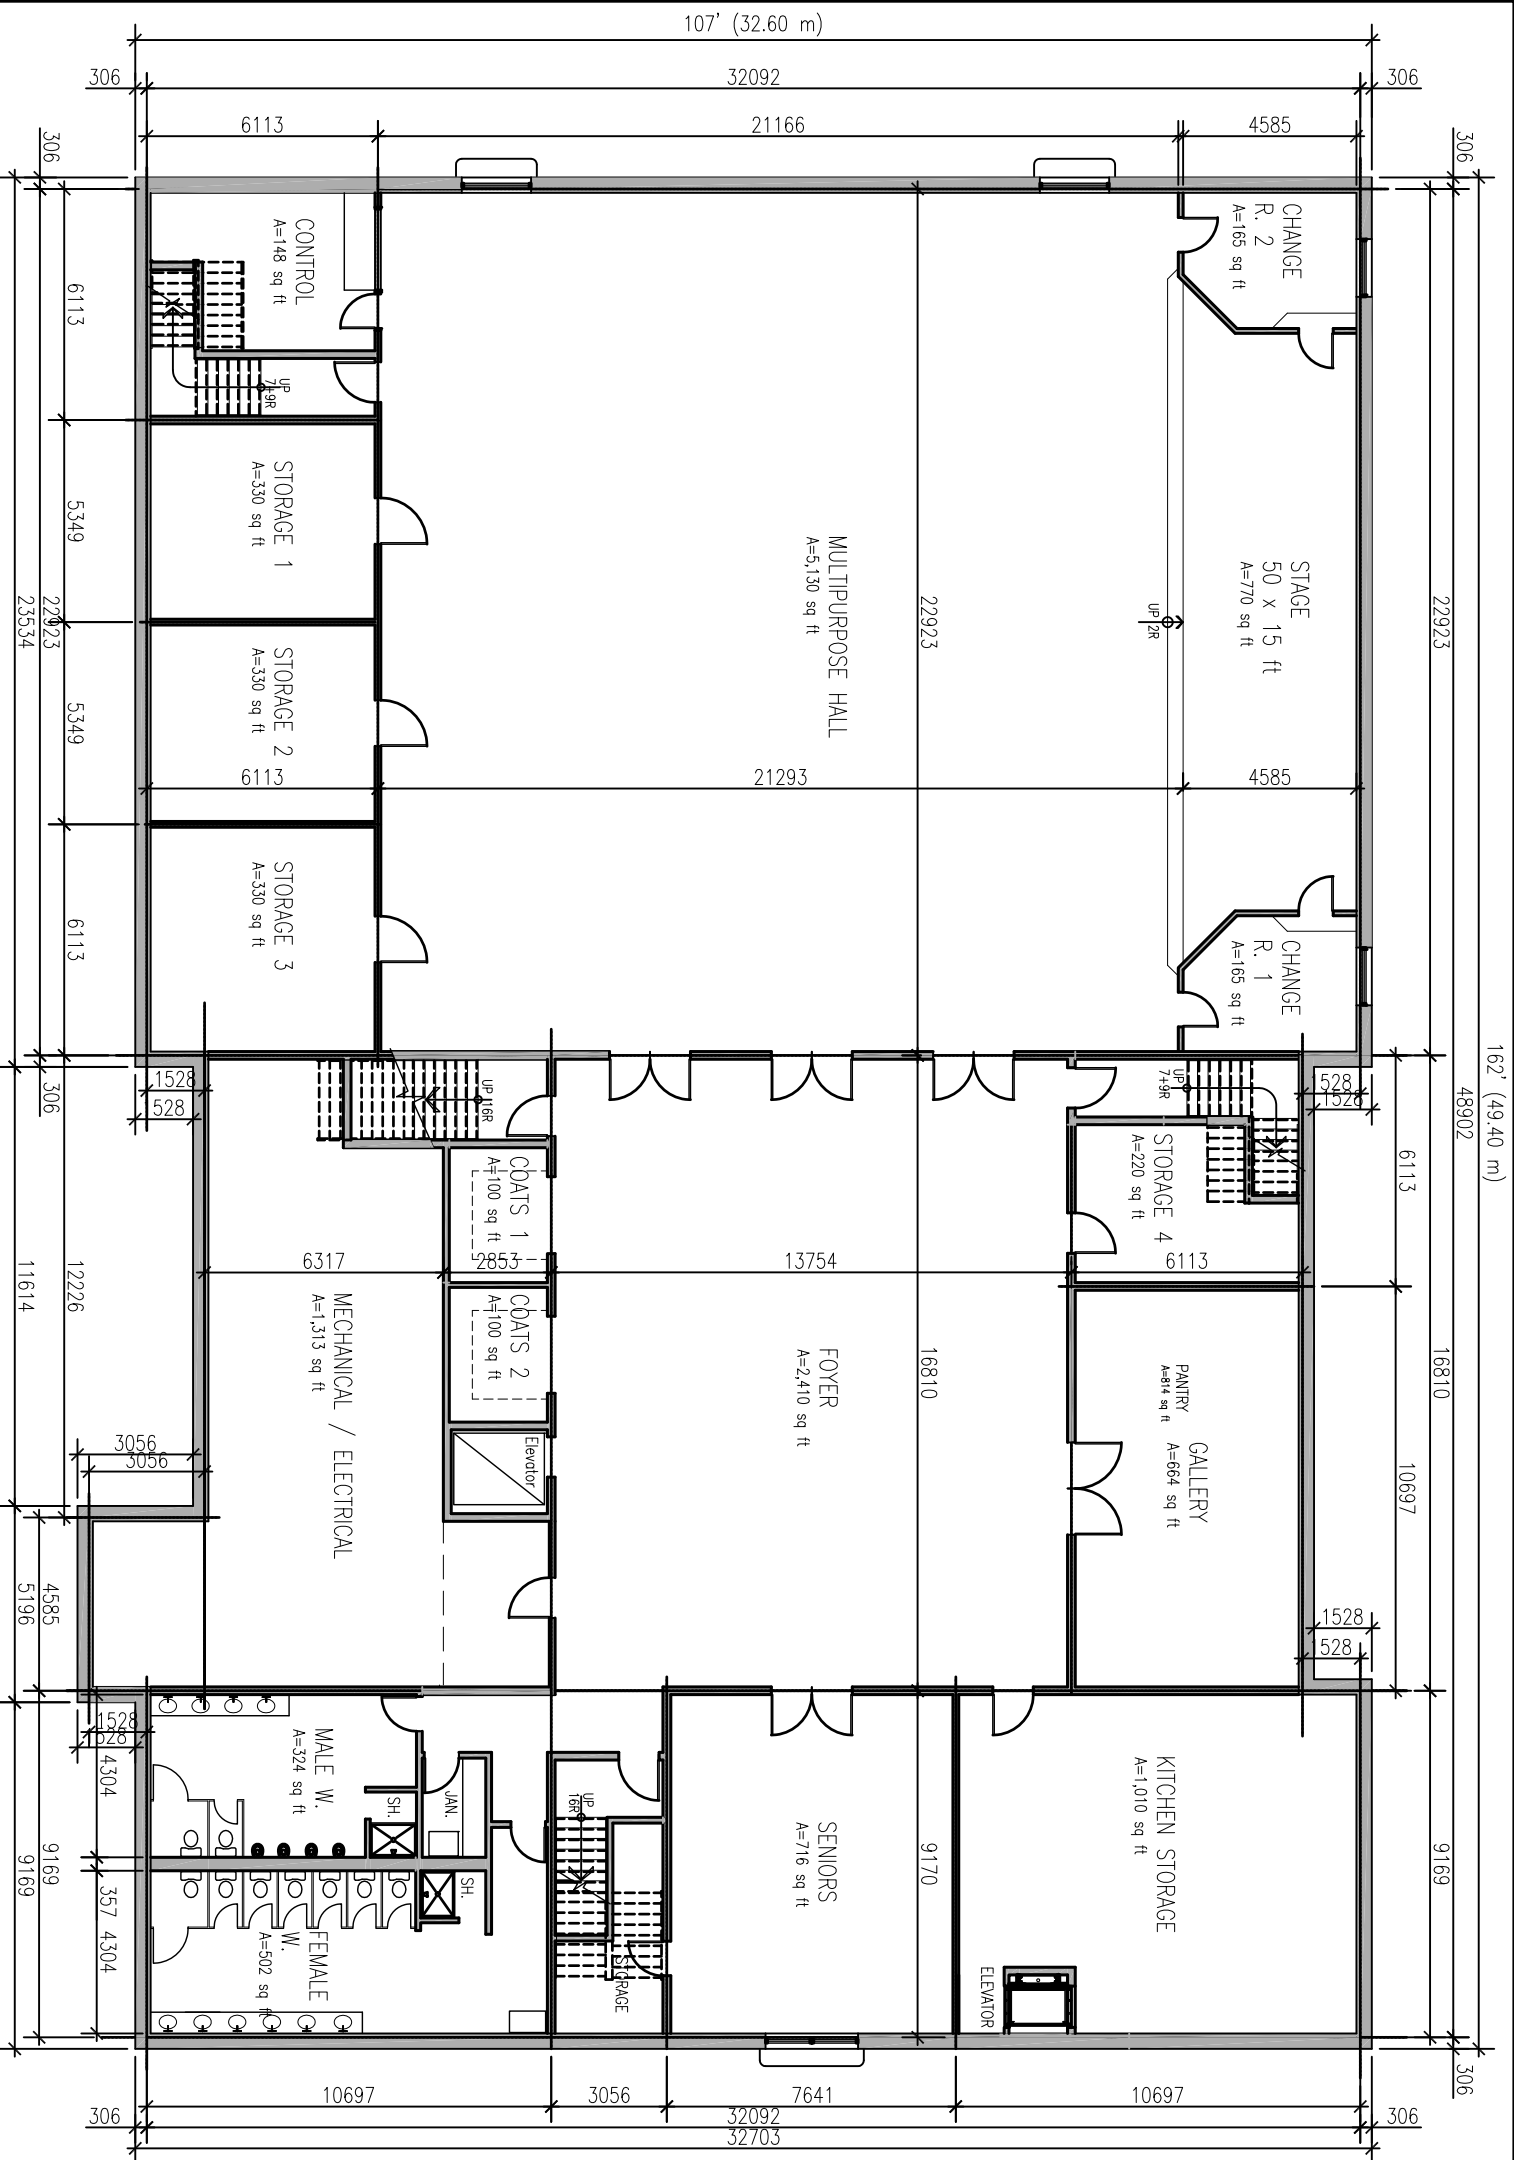 107' (32.60 m)
306
32092
306
6113
21166
4585
306
306
162' (49.40 m)
48902
22923
22923
16810
9169
6113
10697
306
CHANGE
R. 2
A=165 sq ft
STAGE
50 x 15 ft
A=770 sq ft
UP 2R
CHANGE
R. 1
A=165 sq ft
4585
21293
6113
MULTIPURPOSE HALL
A=5,130 sq ft
CONTROL
A=148 sq ft
UP
7+9R
STORAGE 1
A=330 sq ft
STORAGE 2
A=330 sq ft
STORAGE 3
A=330 sq ft
6113
5349
5349
6113
22923
23534
306
1528
528
528
1528
UP
7+9R
STORAGE 4
A=220 sq ft
UP 16R
COATS 1
A=100 sq ft
COATS 2
A=100 sq ft
6317
2853
13754
6113
Elevator
MECHANICAL / ELECTRICAL
A=1,313 sq ft
FOYER
A=2,410 sq ft
16810
PANTRY
A=814 sq ft
GALLERY
A=664 sq ft
12226
11614
3056
3056
4585
5196
1528
528
1528
528
MALE W.
A=324 sq ft
SH.
JAN.
SH.
FEMALE
W.
A=502 sq ft
UP
16R
STORAGE
SENIORS
A=716 sq ft
9170
KITCHEN STORAGE
A=1,010 sq ft
ELEVATOR
4304
357
4304
9169
9169
10697
3056
7641
10697
306
32092
306
32703